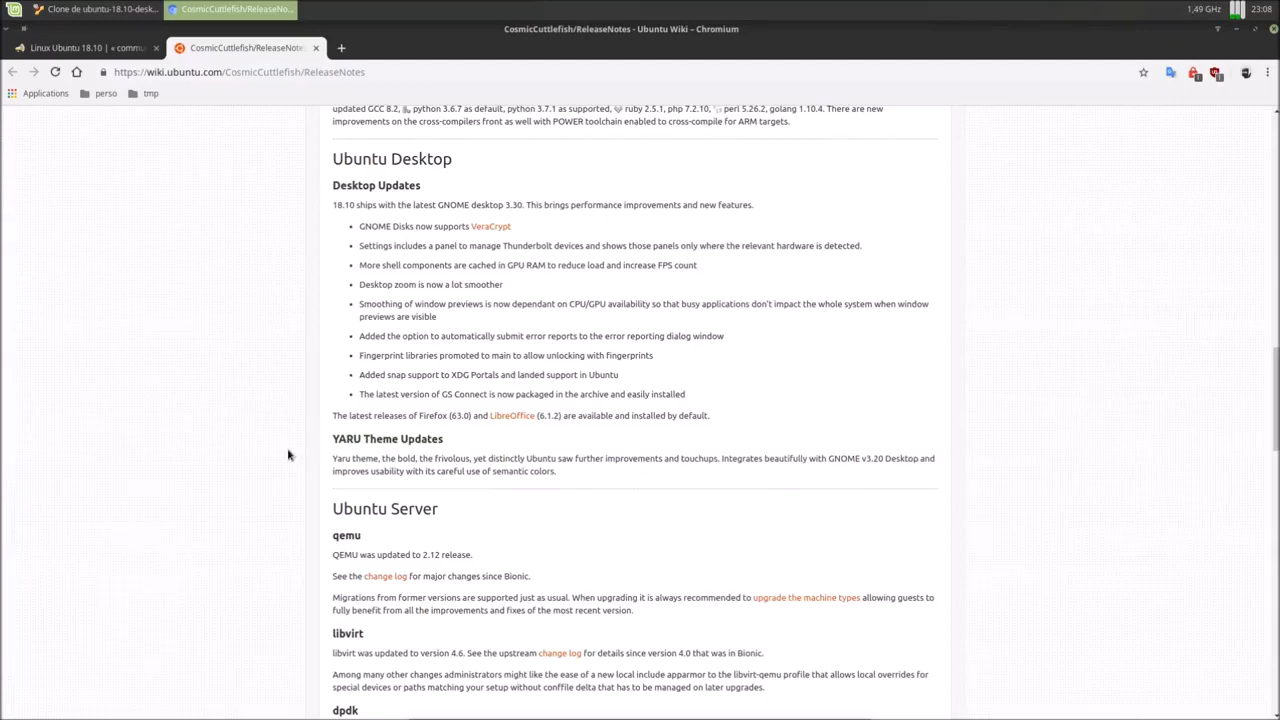 Clone de ubuntu-18.10-desk...
CosmicCuttlefish/ReleaseNo...
1,49 GHz
23:08
CosmicCuttlefish/ReleaseNotes - Ubuntu Wiki – Chromium
Linux Ubuntu 18.10 | « commu
CosmicCuttlefish/ReleaseNotes
https://wiki.ubuntu.com/CosmicCuttlefish/ReleaseNotes
1
1
Applications
perso
tmp
updated GCC 8.2, python 3.6.7 as default, python 3.7.1 as supported, ruby 2.5.1, php 7.2.10, perl 5.26.2, golang 1.10.4. There are new
improvements on the cross-compilers front as well with POWER toolchain enabled to cross-compile for ARM targets.
Ubuntu Desktop
Desktop Updates
18.10 ships with the latest GNOME desktop 3.30. This brings performance improvements and new features.
• GNOME Disks now supports VeraCrypt
• Settings includes a panel to manage Thunderbolt devices and shows those panels only where the relevant hardware is detected.
• More shell components are cached in GPU RAM to reduce load and increase FPS count
• Desktop zoom is now a lot smoother
• Smoothing of window previews is now dependant on CPU/GPU availability so that busy applications don't impact the whole system when window
previews are visible
• Added the option to automatically submit error reports to the error reporting dialog window
• Fingerprint libraries promoted to main to allow unlocking with fingerprints
• Added snap support to XDG Portals and landed support in Ubuntu
• The latest version of GS Connect is now packaged in the archive and easily installed
The latest releases of Firefox (63.0) and LibreOffice (6.1.2) are available and installed by default.
YARU Theme Updates
Yaru theme, the bold, the frivolous, yet distinctly Ubuntu saw further improvements and touchups. Integrates beautifully with GNOME v3.20 Desktop and
improves usability with its careful use of semantic colors.
Ubuntu Server
qemu
QEMU was updated to 2.12 release.
See the change log for major changes since Bionic.
Migrations from former versions are supported just as usual. When upgrading it is always recommended to upgrade the machine types allowing guests to
fully benefit from all the improvements and fixes of the most recent version.
libvirt
libvirt was updated to version 4.6. See the upstream change log for details since version 4.0 that was in Bionic.
Among many other changes administrators might like the ease of a new local include apparmor to the libvirt-qemu profile that allows local overrides for
special devices or paths matching your setup without conffile delta that has to be managed on later upgrades.
dpdk